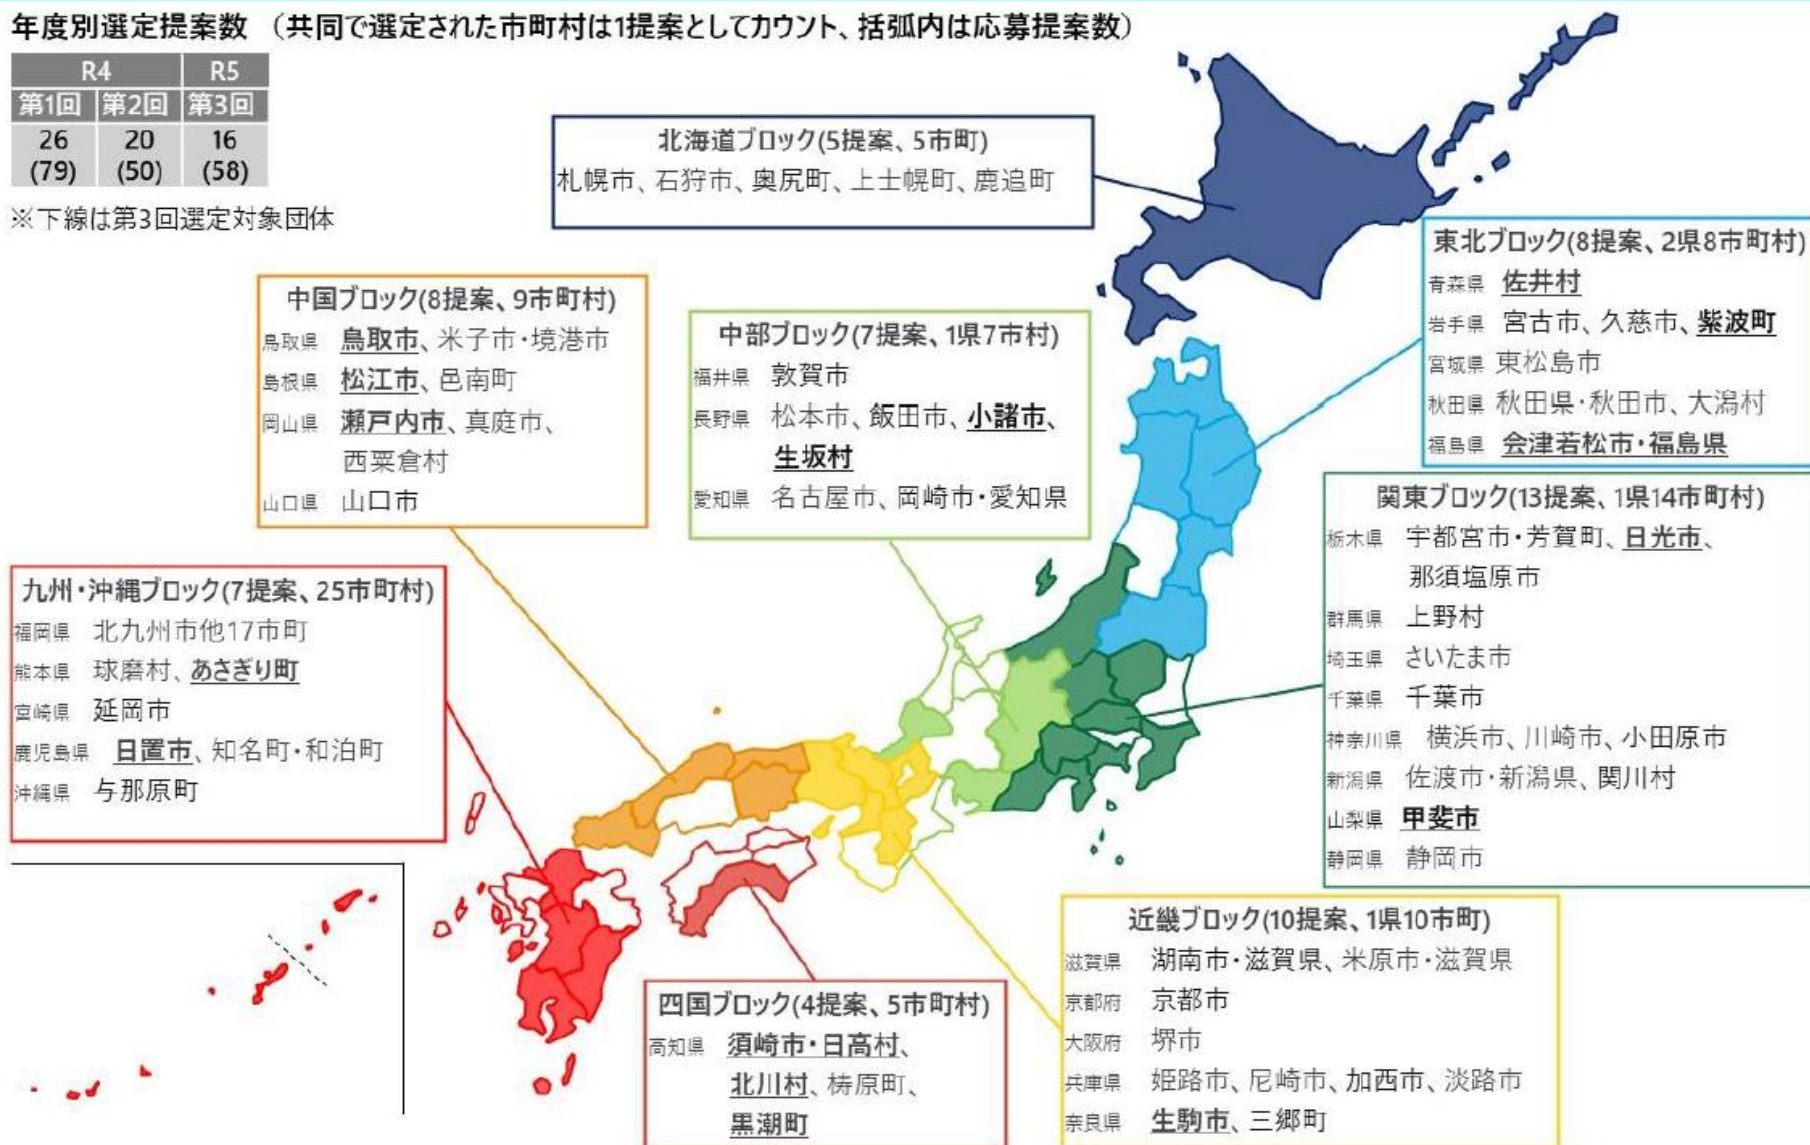 年度別選定提案数 （共同で選定された市町村は1提案としてカウント、括弧内は応募提案数）
R4 R5
第1回 第2回 第3回
26 20 16
(79) (50) (58)
※下線は第3回選定対象団体
北海道ブロック(5提案、5市町)
札幌市、石狩市、奥尻町、上士幌町、鹿追町
東北ブロック(8提案、2県8市町村)
青森県 佐井村
岩手県 宮古市、久慈市、紫波町
宮城県 東松島市
秋田県 秋田県・秋田市、大潟村
福島県 会津若松市・福島県
中国ブロック(8提案、9市町村)
鳥取県 鳥取市、米子市・境港市
島根県 松江市、邑南町
岡山県 瀬戸内市、真庭市、
西粟倉村
山口県 山口市
中部ブロック(7提案、1県7市村)
福井県 敦賀市
長野県 松本市、飯田市、小諸市、
生坂村
愛知県 名古屋市、岡崎市・愛知県
関東ブロック(13提案、1県14市町村)
栃木県 宇都宮市・芳賀町、日光市、
那須塩原市
群馬県 上野村
埼玉県 さいたま市
千葉県 千葉市
神奈川県 横浜市、川崎市、小田原市
新潟県 佐渡市・新潟県、関川村
山梨県 甲斐市
静岡県 静岡市
九州・沖縄ブロック(7提案、25市町村)
福岡県 北九州市他17市町
熊本県 球磨村、あさぎり町
宮崎県 延岡市
鹿児島県 日置市、知名町・和泊町
沖縄県 与那原町
四国ブロック(4提案、5市町村)
高知県 須崎市・日高村、
北川村、梼原町、
黒潮町
近畿ブロック(10提案、1県10市町)
滋賀県 湖南市・滋賀県、米原市・滋賀県
京都府 京都市
大阪府 堺市
兵庫県 姫路市、尼崎市、加西市、淡路市
奈良県 生駒市、三郷町